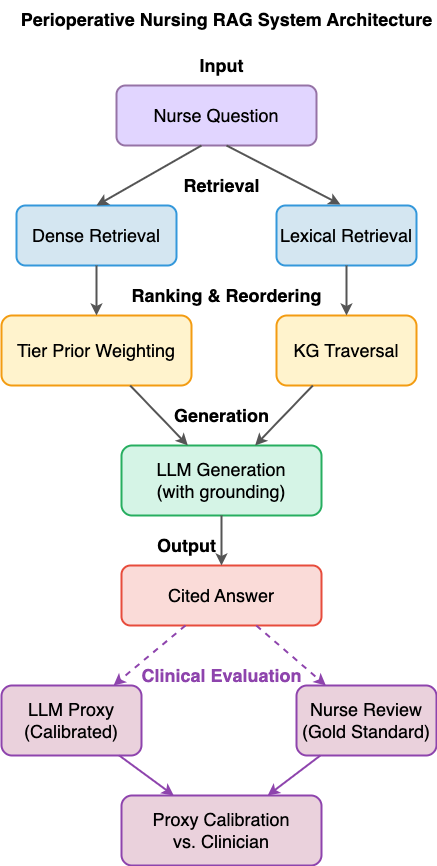 Perioperative Nursing RAG System Architecture
Input
Nurse Question
Retrieval
Dense Retrieval
Lexical Retrieval
Ranking & Reordering
Tier Prior Weighting
KG Traversal
Generation
LLM Generation
(with grounding)
Output
Cited Answer
Clinical Evaluation
LLM Proxy
(Calibrated)
Nurse Review
(Gold Standard)
Proxy Calibration
vs. Clinician